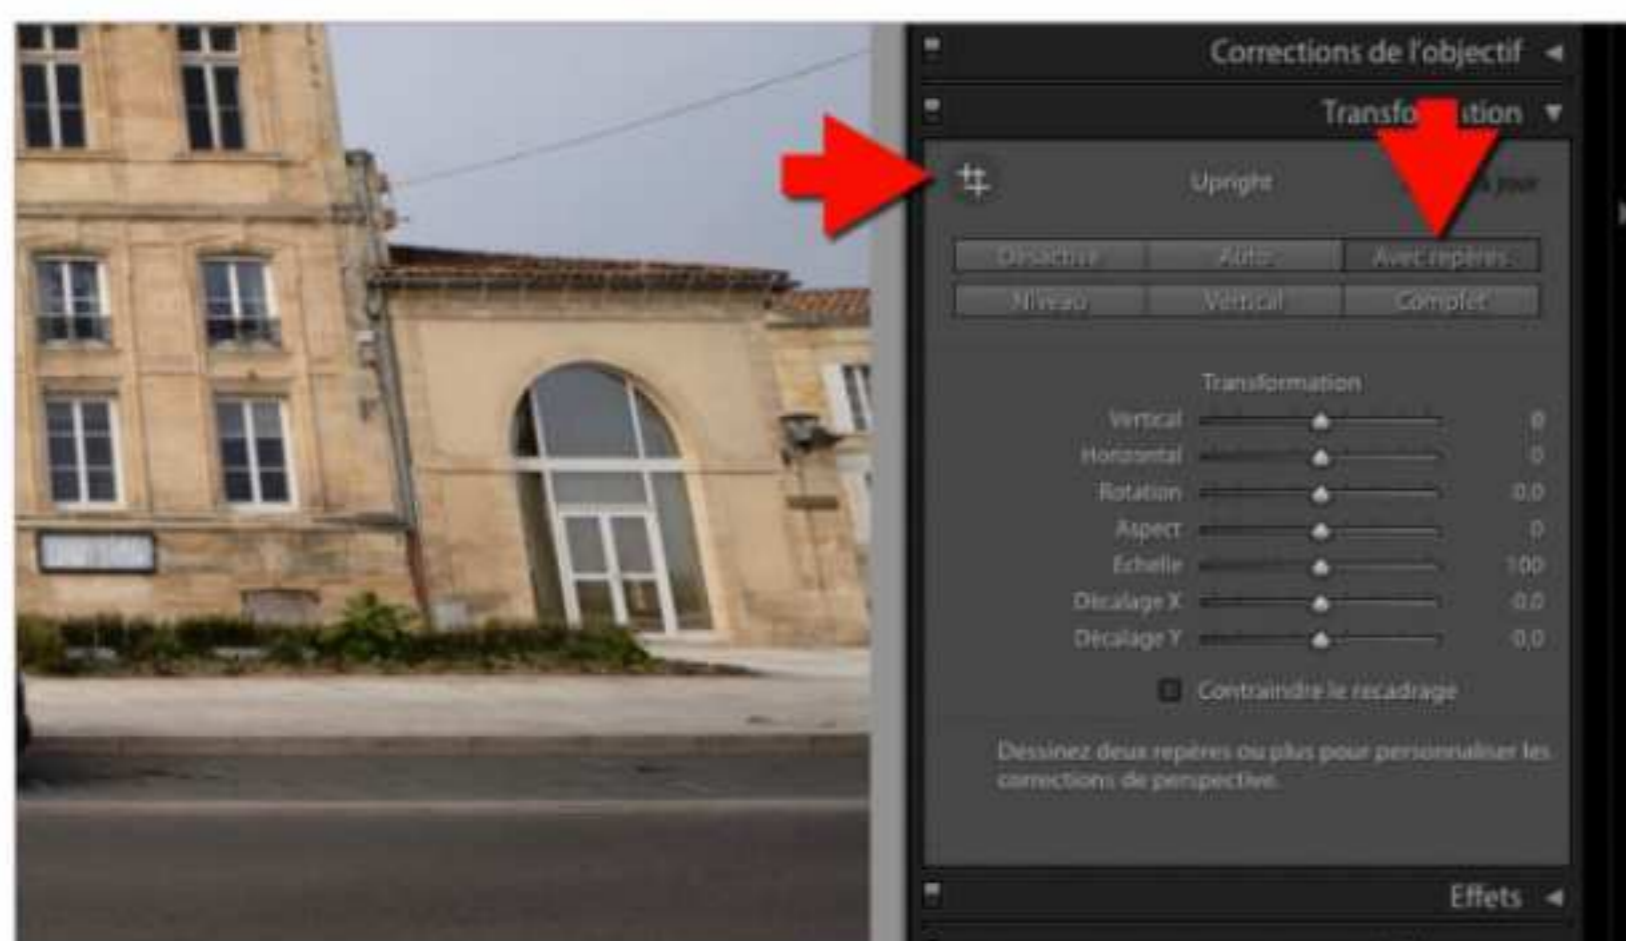 Corrections de l'objectif
Transformation
Upright
jour
Désactivé Auto Avec repères
Niveau Vertical Complet
Transformation
Vertical 0
Horizontal 0
Rotation 0,0
Aspect 0
Echelle 100
Décalage X 0,0
Décalage Y 0,0
Contraindre le recadrage
Dessinez deux repères ou plus pour personnaliser les
corrections de perspective.
Effets